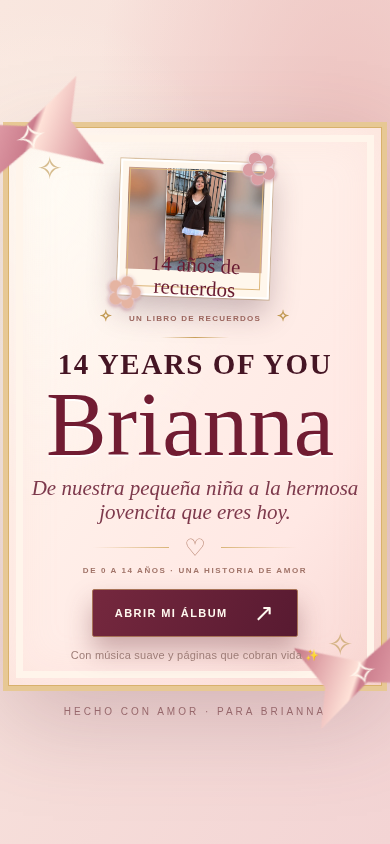 14 años de
recuerdos
UN LIBRO DE RECUERDOS
14 YEARS OF YOU
Brianna
De nuestra pequeña niña a la hermosa
jovencita que eres hoy.
DE 0 A 14 AÑOS · UNA HISTORIA DE AMOR
ABRIR MI ÁLBUM ↗
Con música suave y páginas que cobran vida ✨
HECHO CON AMOR · PARA BRIANNA